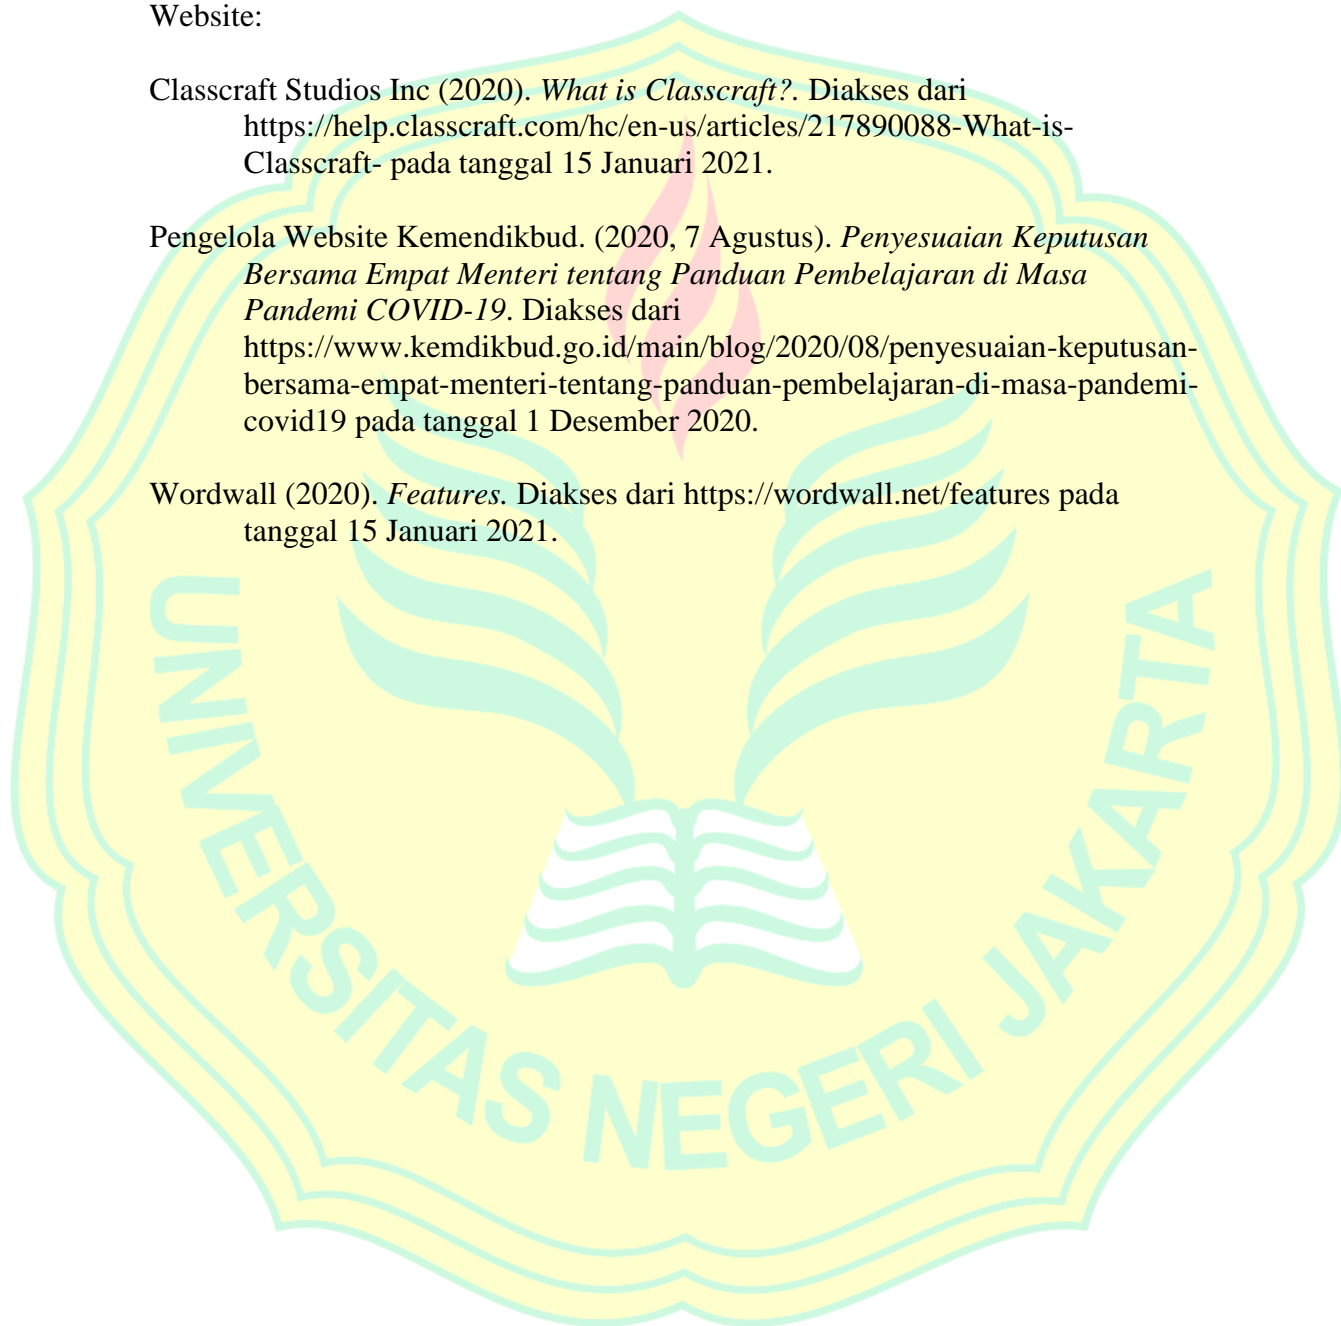 Website:
Classcraft Studios Inc (2020). What is Classcraft?. Diakses dari
https://help.classcraft.com/hc/en-us/articles/217890088-What-is-
Classcraft- pada tanggal 15 Januari 2021.
Pengelola Website Kemendikbud. (2020, 7 Agustus). Penyesuaian Keputusan
Bersama Empat Menteri tentang Panduan Pembelajaran di Masa
Pandemi COVID-19. Diakses dari
https://www.kemdikbud.go.id/main/blog/2020/08/penyesuaian-keputusan-
bersama-empat-menteri-tentang-panduan-pembelajaran-di-masa-pandemi-
covid19 pada tanggal 1 Desember 2020.
Wordwall (2020). Features. Diakses dari https://wordwall.net/features pada
tanggal 15 Januari 2021.
UNIVERSITAS NEGERI JAKARTA